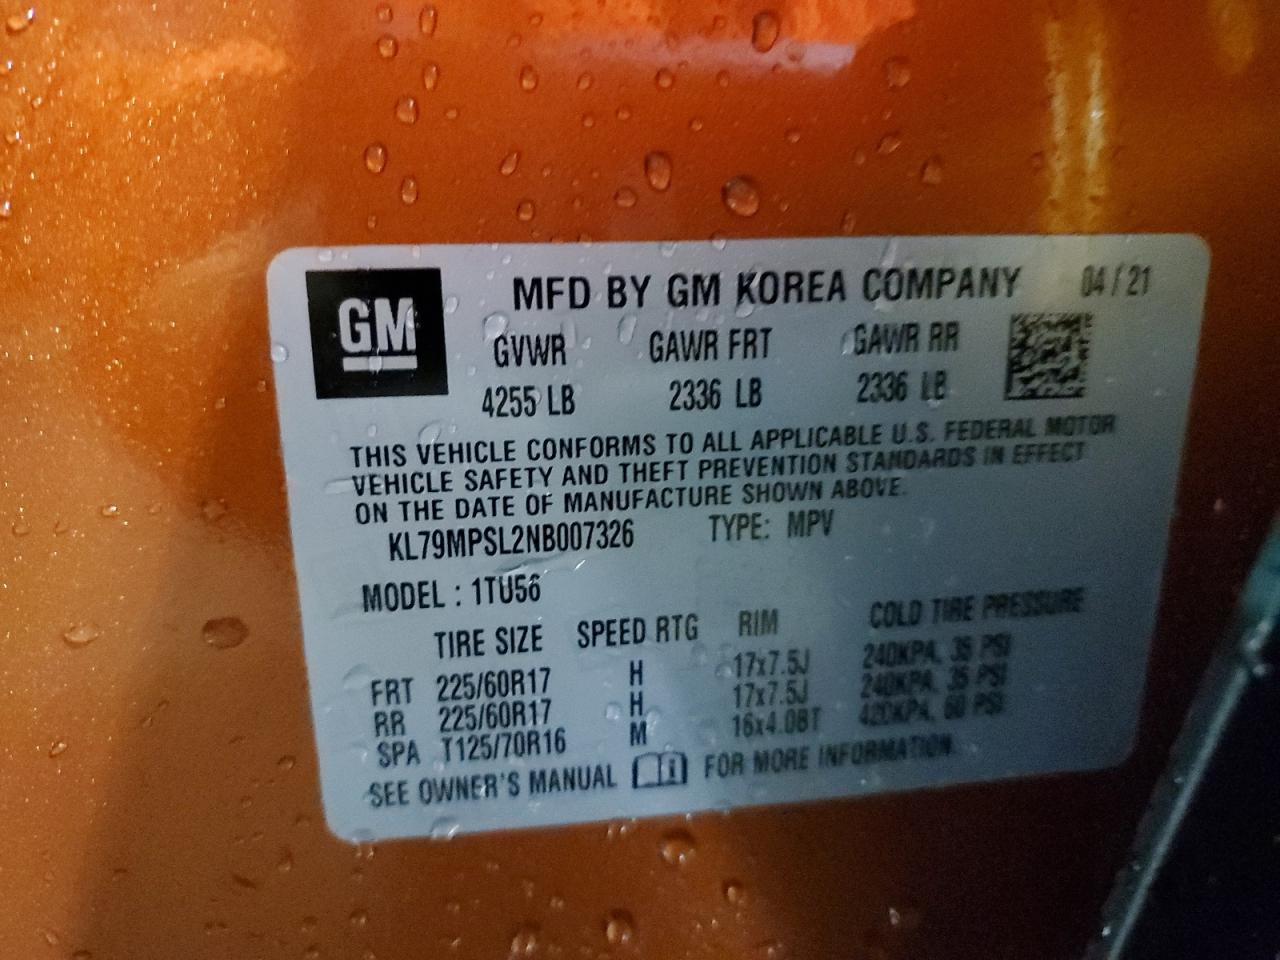 GM
MFD BY GM KOREA COMPANY 04/21
GVWR GAWR FRT GAWR RR
4255 LB 2336 LB 2336 LB
THIS VEHICLE CONFORMS TO ALL APPLICABLE U.S. FEDERAL MOTOR
VEHICLE SAFETY AND THEFT PREVENTION STANDARDS IN EFFECT
ON THE DATE OF MANUFACTURE SHOWN ABOVE.
KL79MPSL2NB007326 TYPE: MPV
MODEL : 1TU56
TIRE SIZE SPEED RTG RIM COLD TIRE PRESSURE
FRT 225/60R17 H 17x7.5J 240KPA, 35 PSI
RR 225/60R17 H 17x7.5J 240KPA, 35 PSI
SPA T125/70R16 M 16x4.0BT 420KPA, 60 PSI
SEE OWNER'S MANUAL FOR MORE INFORMATION.